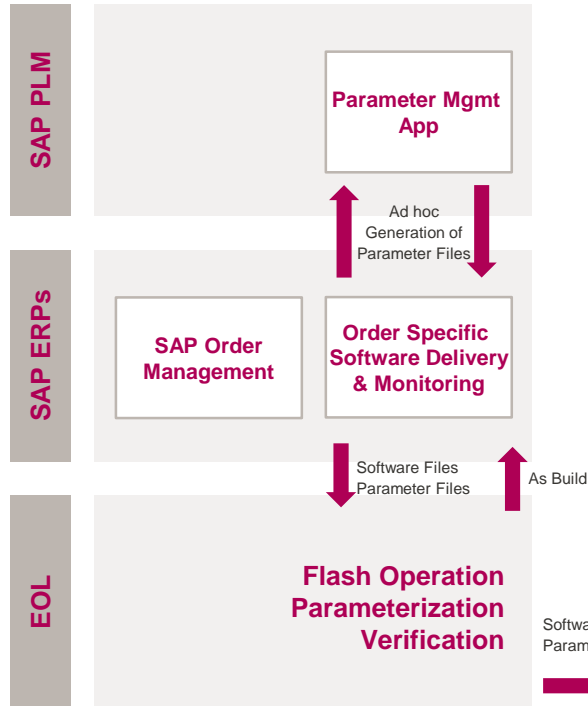 SAP PLM
Parameter Mgmt
App
Ad hoc
Generation of
Parameter Files
SAP ERPs
SAP Order
Management
Order Specific
Software Delivery
& Monitoring
Software Files
Parameter Files
As Build
EOL
Flash Operation
Parameterization
Verification